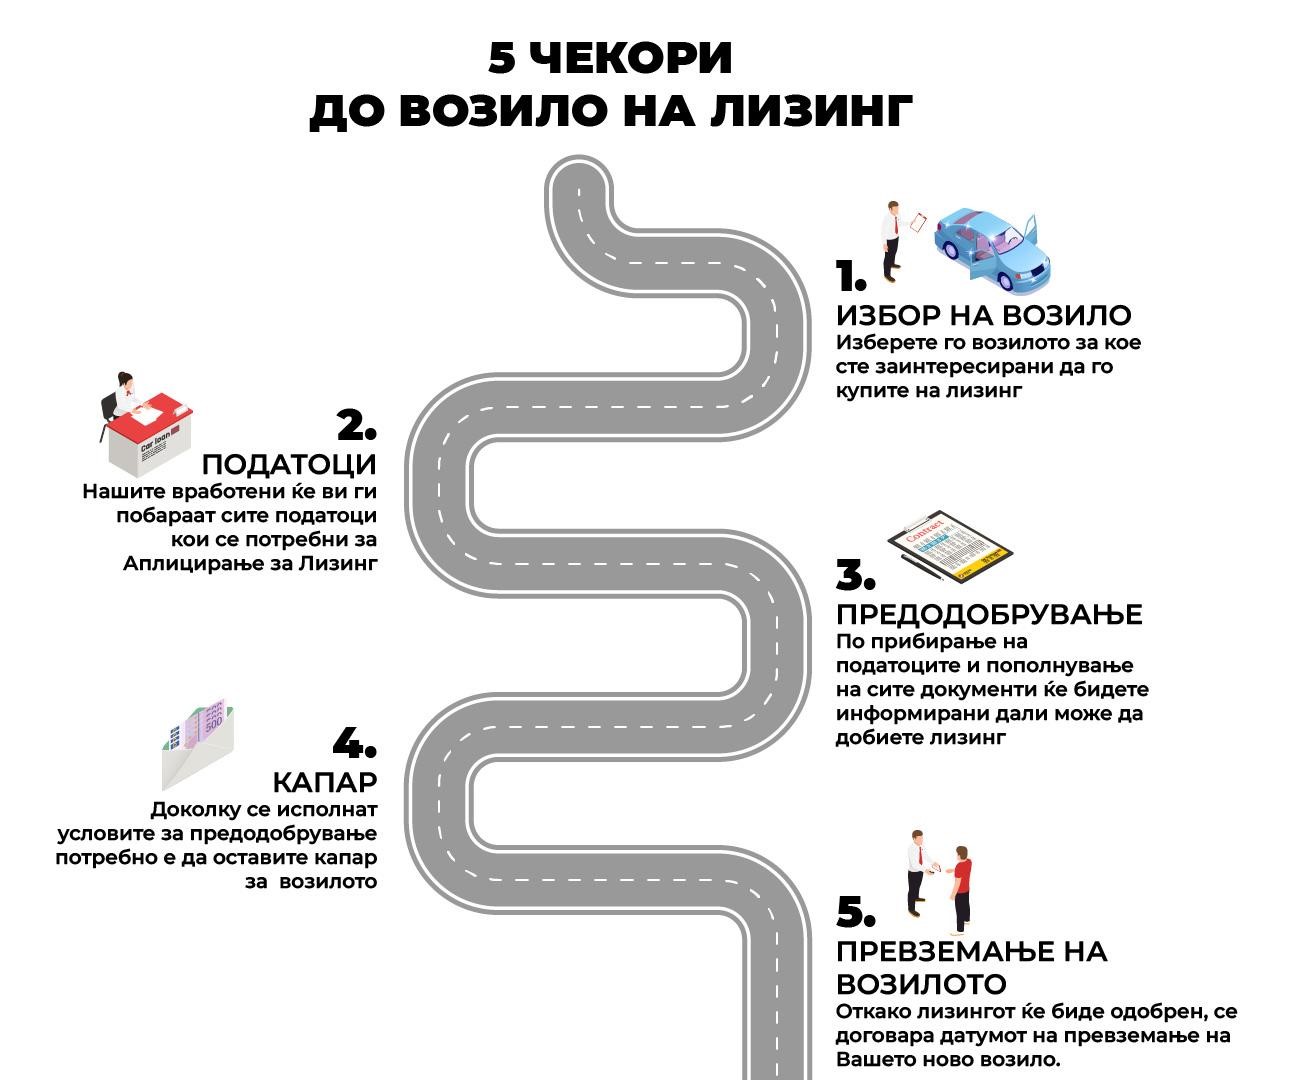 5 ЧЕКОРИ
ДО ВОЗИЛО НА ЛИЗИНГ
1.
ИЗБОР НА ВОЗИЛО
Изберете го возилото за кое
сте заинтересирани да го
купите на лизинг
2.
Car loan
ПОДАТОЦИ
Нашите вработени ќе ви ги
побараат сите податоци
кои се потребни за
Аплицирање за Лизинг
Contract
3.
ПРЕДОДОБРУВАЊЕ
По прибирање на
податоците и пополнување
на сите документи ќе бидете
информирани дали може да
добиете лизинг
500
4.
КАПАР
Доколку се исполнат
условите за предодобрување
потребно е да оставите капар
за возилото
5.
ПРЕВЗЕМАЊЕ НА
ВОЗИЛОТО
Откако лизингот ќе биде одобрен, се
договара датумот на превземање на
Вашето ново возило.